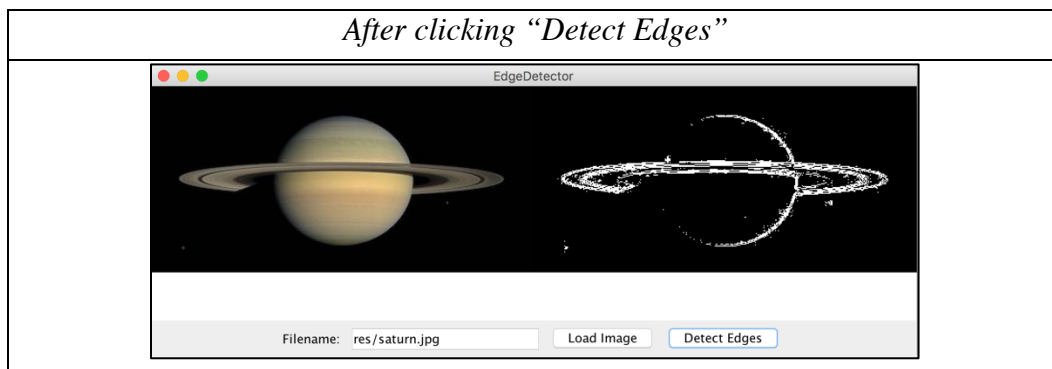 After clicking “Detect Edges”
EdgeDetector
Filename: res/saturn.jpg Load Image Detect Edges